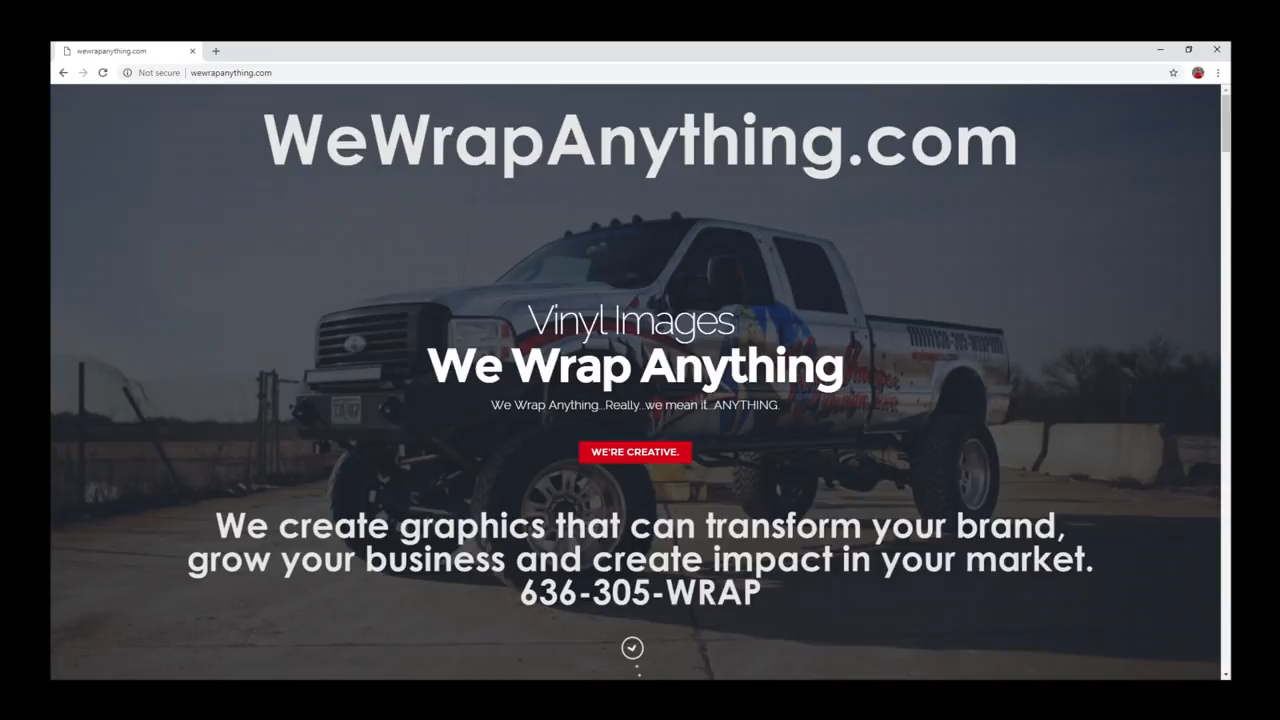 wewrapanything.com
Not secure | wewrapanything.com
WeWrapAnything.com
Vinyl Images
We Wrap Anything
We Wrap Anything...Really...we mean it...ANYTHING.
WE'RE CREATIVE.
We create graphics that can transform your brand,
grow your business and create impact in your market.
636-305-WRAP